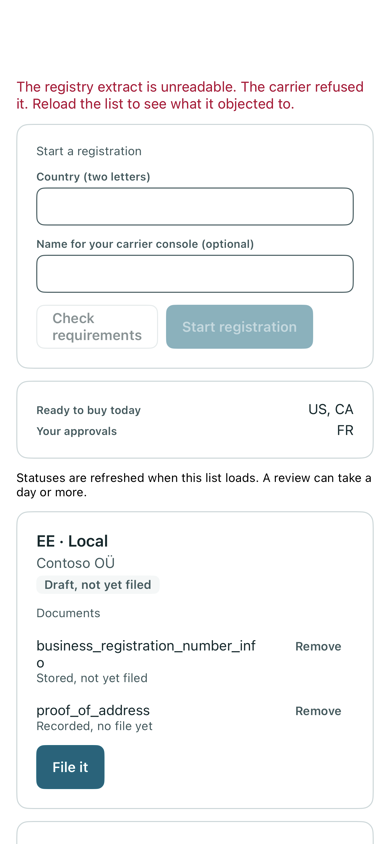 The registry extract is unreadable. The carrier refused
it. Reload the list to see what it objected to.
Start a registration
Country (two letters)
Name for your carrier console (optional)
Check
requirements
Start registration
Ready to buy today
US, CA
Your approvals
FR
Statuses are refreshed when this list loads. A review can take a
day or more.
EE · Local
Contoso OÜ
Draft, not yet filed
Documents
business_registration_number_inf
o
Remove
Stored, not yet filed
proof_of_address
Remove
Recorded, no file yet
File it